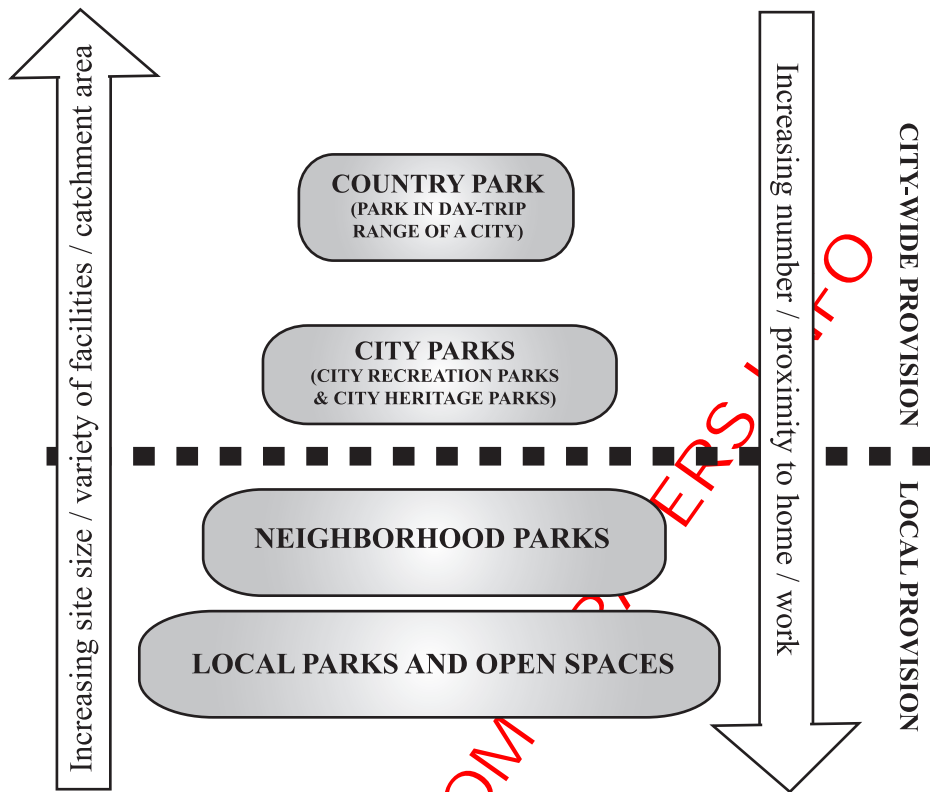 Increasing site size / variety of facilities / catchment area
COUNTRY PARK
(PARK IN DAY-TRIP
RANGE OF A CITY)
CITY PARKS
(CITY RECREATION PARKS
& CITY HERITAGE PARKS)
NEIGHBORHOOD PARKS
LOCAL PARKS AND OPEN SPACES
Increasing number / proximity to home / work
CITY-WIDE PROVISION
LOCAL PROVISION